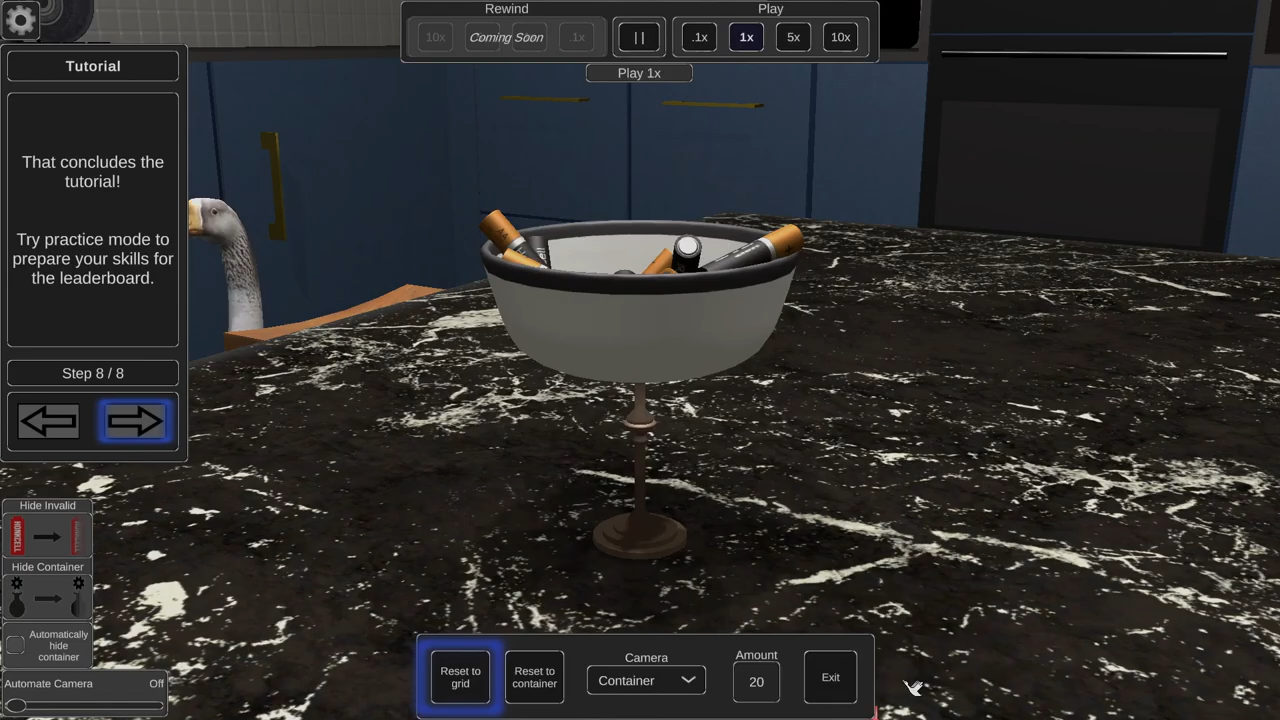 Rewind
Play
10x
Coming Soon
.1x
||
.1x
1x
5x
10x
Play 1x
Tutorial
That concludes the
tutorial!
Try practice mode to
prepare your skills for
the leaderboard.
Step 8 / 8
Hide Invalid
HONKCELL
Hide Container
Automatically
hide
container
Automate Camera
Off
Reset to
grid
Reset to
container
Camera
Container
Amount
20
Exit